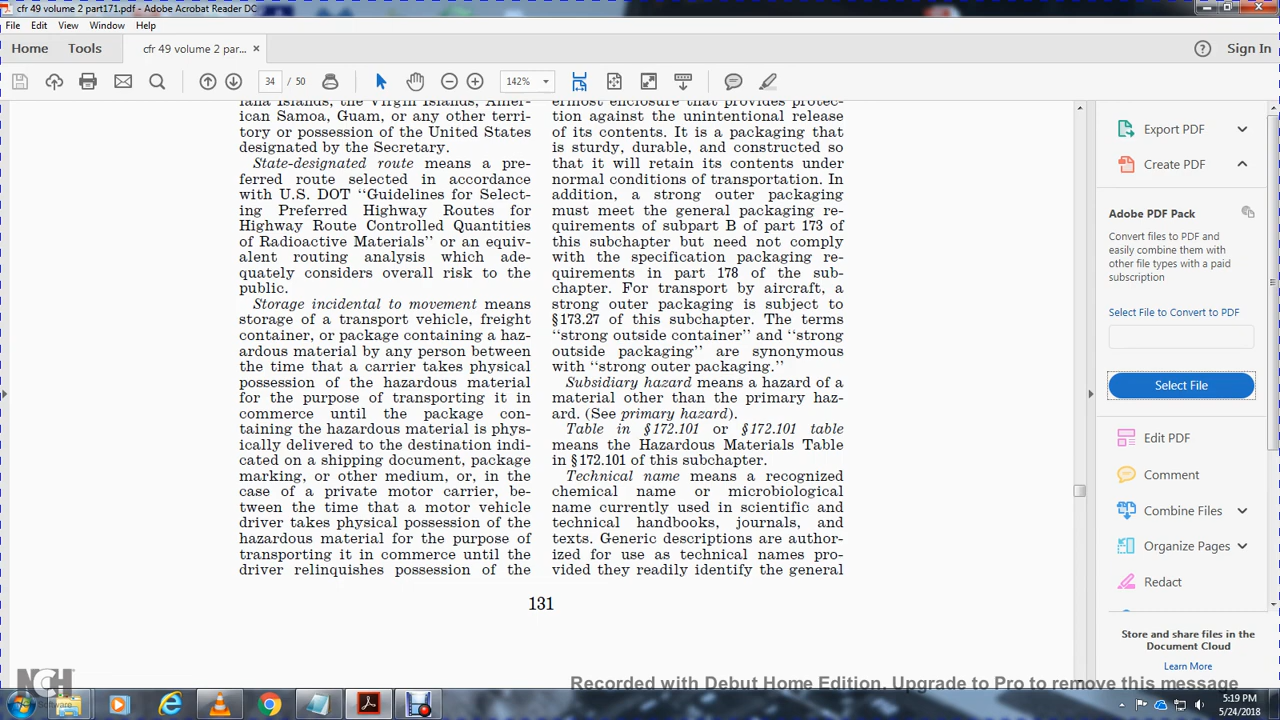 cfr 49 volume 2 part171.pdf - Adobe Acrobat Reader DC
File Edit View Window Help
Home Tools cfr 49 volume 2 par... × Sign In
34 / 50 142%
iana Islands, the Virgin Islands, Amer-
ican Samoa, Guam, or any other terri-
tory or possession of the United States
designated by the Secretary.
State-designated route means a pre-
ferred route selected in accordance
with U.S. DOT ‘‘Guidelines for Select-
ing Preferred Highway Routes for
Highway Route Controlled Quantities
of Radioactive Materials’’ or an equiv-
alent routing analysis which ade-
quately considers overall risk to the
public.
Storage incidental to movement means
storage of a transport vehicle, freight
container, or package containing a haz-
ardous material by any person between
the time that a carrier takes physical
possession of the hazardous material
for the purpose of transporting it in
commerce until the package con-
taining the hazardous material is phys-
ically delivered to the destination indi-
cated on a shipping document, package
marking, or other medium, or, in the
case of a private motor carrier, be-
tween the time that a motor vehicle
driver takes physical possession of the
hazardous material for the purpose of
transporting it in commerce until the
driver relinquishes possession of the
ermost enclosure that provides protec-
tion against the unintentional release
of its contents. It is a packaging that
is sturdy, durable, and constructed so
that it will retain its contents under
normal conditions of transportation. In
addition, a strong outer packaging
must meet the general packaging re-
quirements of subpart B of part 173 of
this subchapter but need not comply
with the specification packaging re-
quirements in part 178 of the sub-
chapter. For transport by aircraft, a
strong outer packaging is subject to
§173.27 of this subchapter. The terms
‘‘strong outside container’’ and ‘‘strong
outside packaging’’ are synonymous
with ‘‘strong outer packaging.’’
Subsidiary hazard means a hazard of a
material other than the primary haz-
ard. (See primary hazard).
Table in §172.101 or §172.101 table
means the Hazardous Materials Table
in §172.101 of this subchapter.
Technical name means a recognized
chemical name or microbiological
name currently used in scientific and
technical handbooks, journals, and
texts. Generic descriptions are author-
ized for use as technical names pro-
vided they readily identify the general
131
Export PDF
Create PDF
Adobe PDF Pack
Convert files to PDF and
easily combine them with
other file types with a paid
subscription
Select File to Convert to PDF
Select File
Edit PDF
Comment
Combine Files
Organize Pages
Redact
Store and share files in the
Document Cloud
Learn More
NCH
Software
Recorded with Debut Home Edition. Upgrade to Pro to remove this message
5:19 PM
5/24/2018